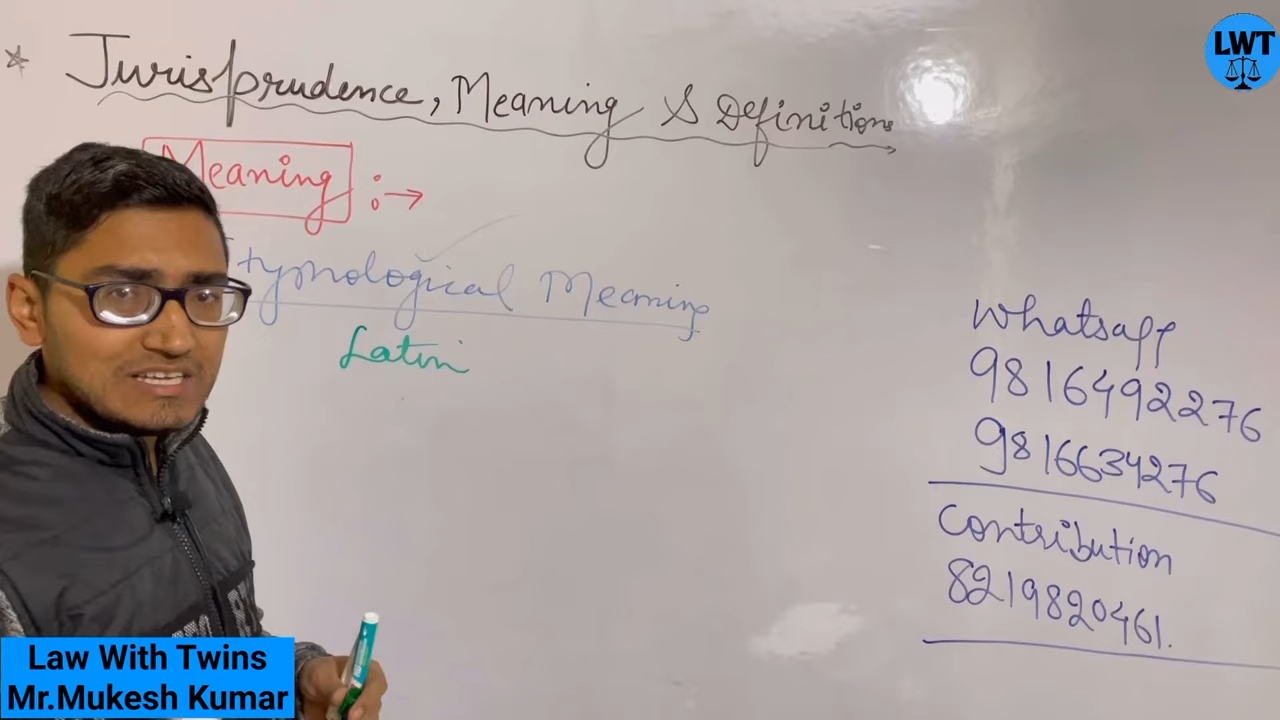 LWT
* Jurisprudence, Meaning & Definitions
Meaning :→
tymological Meaning
Latin
Whatsapp
9816492276
9816634276
Contribution
8219820461.
Law With Twins
Mr.Mukesh Kumar